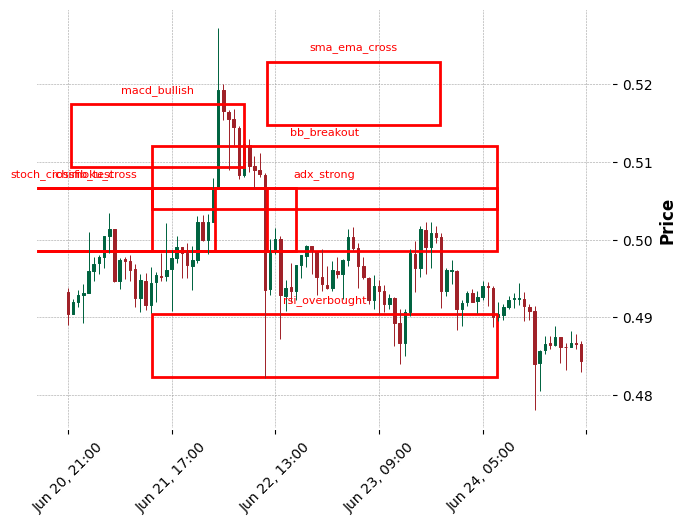 sma_ema_cross
0.52
macd_bullish
bb_breakout
0.51
adx_strong
0.50
Price
rsi_overbought
0.49
0.48
Jun 20, 21:00
Jun 21, 17:00
Jun 22, 13:00
Jun 23, 09:00
Jun 24, 05:00